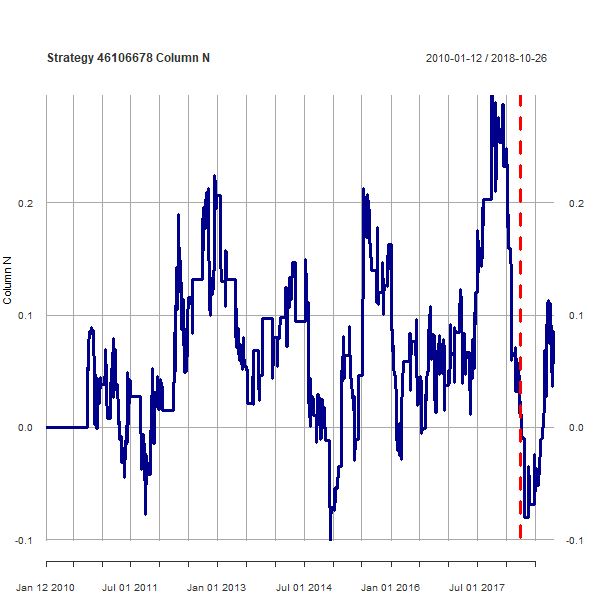 Strategy 46106678 Column N
2010-01-12 / 2018-10-26
Column N
0.2
0.2
0.1
0.1
0.0
0.0
-0.1
-0.1
Jan 12 2010
Jul 01 2011
Jan 01 2013
Jul 01 2014
Jan 01 2016
Jul 01 2017